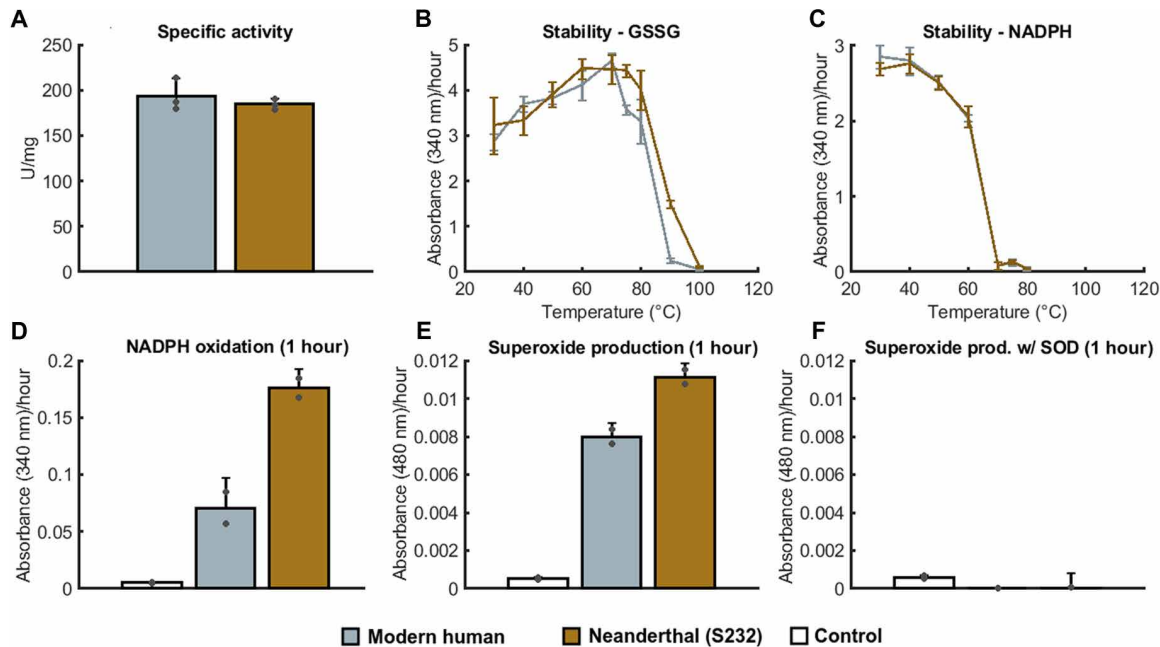 A
Specific activity
U/mg
250
200
150
100
50
0
B
Stability - GSSG
Absorbance (340 nm)/hour
5
4
3
2
1
0
20 40 60 80 100 120
Temperature (°C)
C
Stability - NADPH
Absorbance (340 nm)/hour
3
2
1
0
20 40 60 80 100 120
Temperature (°C)
D
NADPH oxidation (1 hour)
Absorbance (340 nm)/hour
0.2
0.15
0.1
0.05
0
E
Superoxide production (1 hour)
Absorbance (480 nm)/hour
0.012
0.01
0.008
0.006
0.004
0.002
0
F
Superoxide prod. w/ SOD (1 hour)
Absorbance (480 nm)/hour
0.012
0.01
0.008
0.006
0.004
0.002
0
Modern human Neanderthal (S232) Control